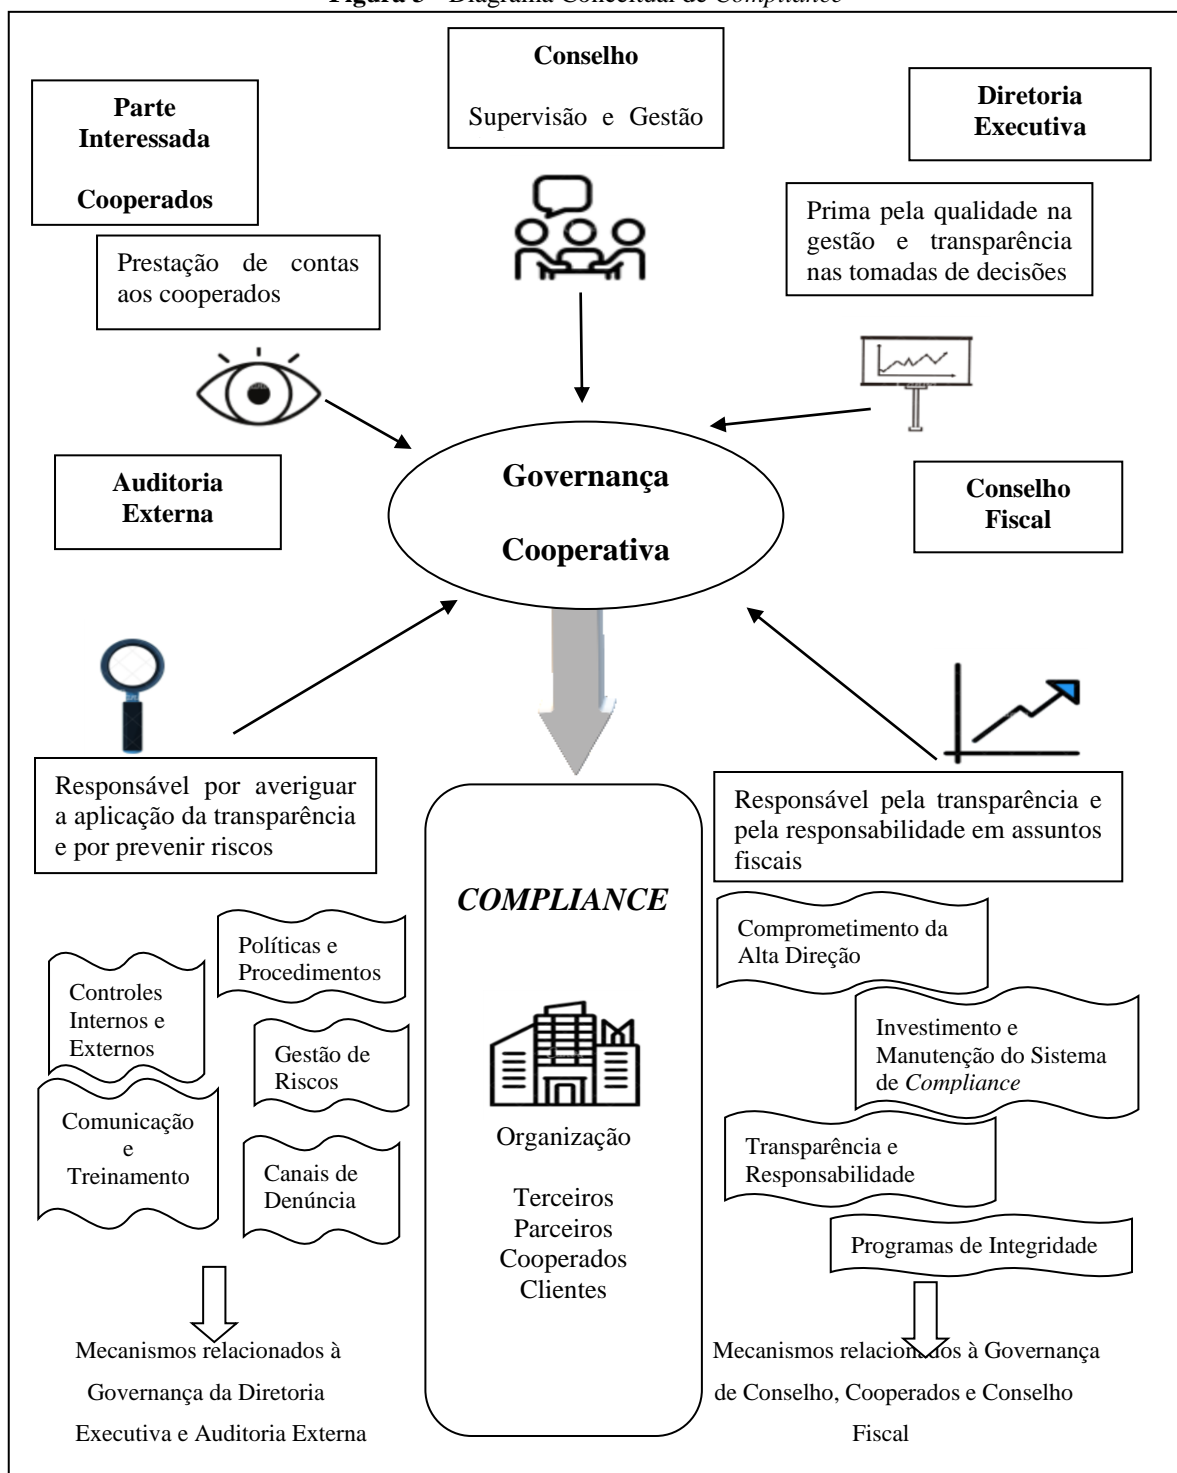 Diagrama Conceitual de Compliance
Conselho
Supervisão e Gestão
Parte
Interessada
Cooperados
Diretoria
Executiva
Prestação de contas
aos cooperados
Prima pela qualidade na
gestão e transparência
nas tomadas de decisões
Auditoria
Externa
Governança
Cooperativa
Conselho
Fiscal
Responsável por averiguar
a aplicação da transparência
e por prevenir riscos
Responsável pela transparência e
pela responsabilidade em assuntos
fiscais
COMPLIANCE
Organização
Terceiros
Parceiros
Cooperados
Clientes
Políticas e
Procedimentos
Controles
Internos e
Externos
Gestão de
Riscos
Comunicação
e
Treinamento
Canais de
Denúncia
Comprometimento da
Alta Direção
Investimento e
Manutenção do Sistema
de Compliance
Transparência e
Responsabilidade
Programas de Integridade
Mecanismos relacionados à
Governança da Diretoria
Executiva e Auditoria Externa
Mecanismos relacionados à Governança
de Conselho, Cooperados e Conselho
Fiscal